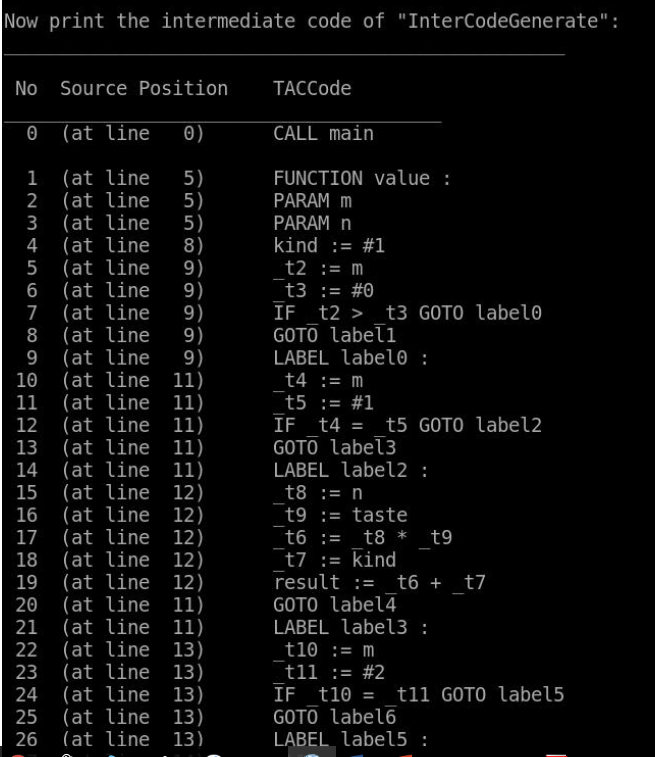 Now print the intermediate code of "InterCodeGenerate":
No Source Position TACCode
0 (at line 0) CALL main
1 (at line 5) FUNCTION value :
2 (at line 5) PARAM m
3 (at line 5) PARAM n
4 (at line 8) kind := #1
5 (at line 9) _t2 := m
6 (at line 9) _t3 := #0
7 (at line 9) IF _t2 > _t3 GOTO label0
8 (at line 9) GOTO label1
9 (at line 9) LABEL label0 :
10 (at line 11) _t4 := m
11 (at line 11) _t5 := #1
12 (at line 11) IF _t4 = _t5 GOTO label2
13 (at line 11) GOTO label3
14 (at line 11) LABEL label2 :
15 (at line 12) _t8 := n
16 (at line 12) _t9 := taste
17 (at line 12) _t6 := _t8 * _t9
18 (at line 12) _t7 := kind
19 (at line 12) result := _t6 + _t7
20 (at line 11) GOTO label4
21 (at line 11) LABEL label3 :
22 (at line 13) _t10 := m
23 (at line 13) _t11 := #2
24 (at line 13) IF _t10 = _t11 GOTO label5
25 (at line 13) GOTO label6
26 (at line 13) LABEL label5 :